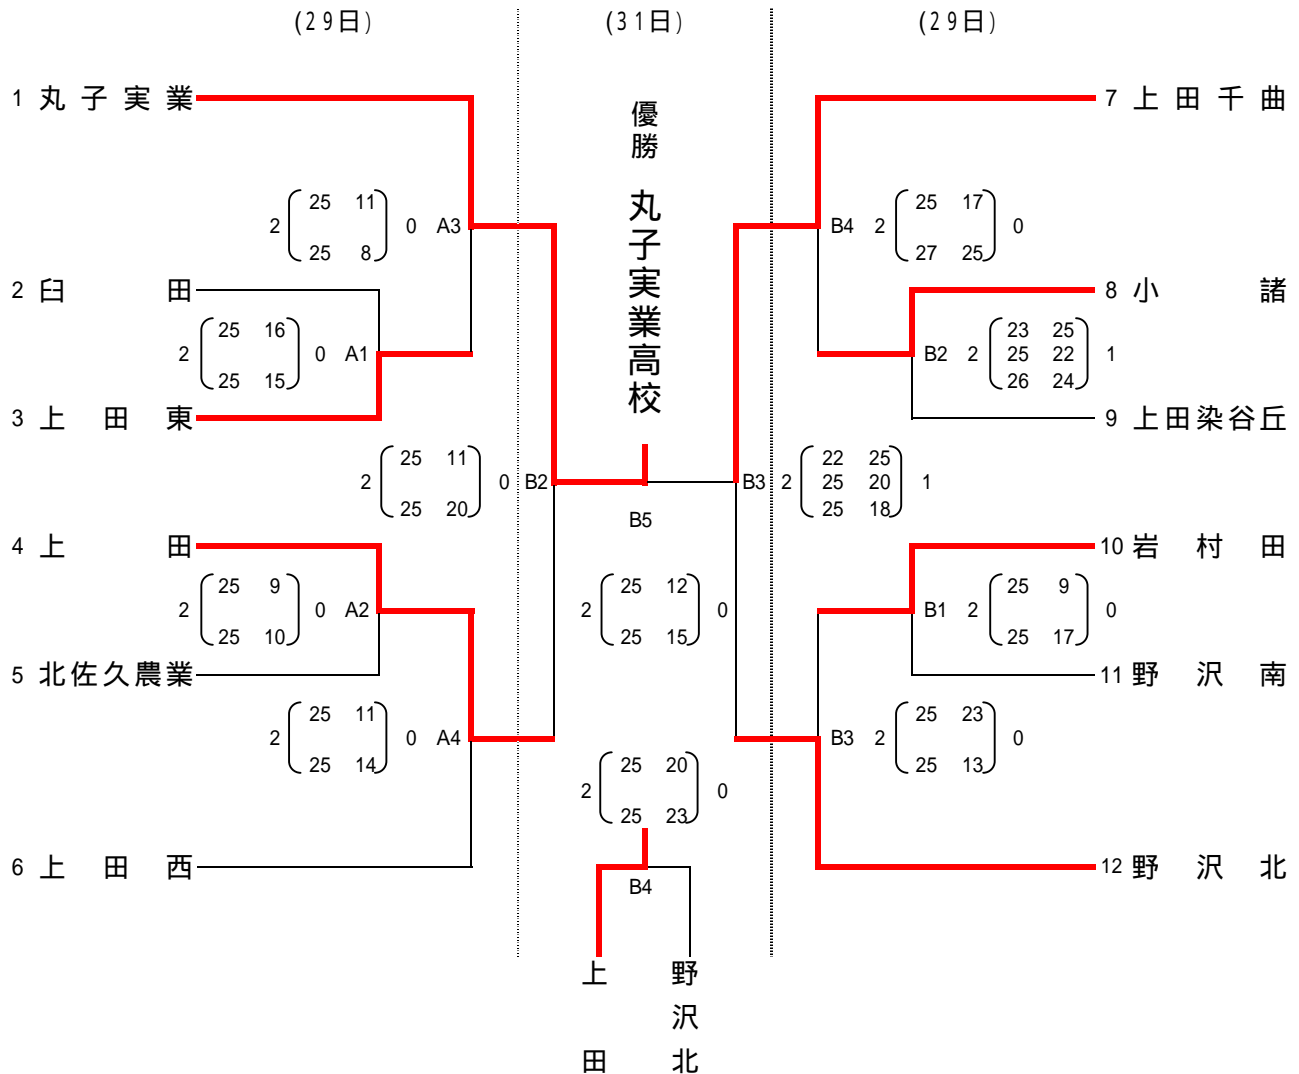 (29日) (31日) (29日)
1 丸子実業
優勝 丸子実業高校
7 上田千曲
25 11
2 0 A3
25 8
25 17
B4 2 0
27 25
2 臼田
8 小諸
25 16
2 0 A1
25 15
23 25
B2 2 25 22 1
26 24
3 上田東
9 上田染谷丘
25 11
2 0 B2
25 20
22 25
B3 2 25 20 1
25 18
B5
4 上田
10 岩村田
25 9
2 0 A2
25 10
25 12
2 0
25 15
25 9
B1 2 0
25 17
5 北佐久農業
11 野沢南
25 11
2 0 A4
25 14
25 23
B3 2 0
25 13
25 20
2 0
25 23
6 上田西
12 野沢北
B4
上田
野沢北